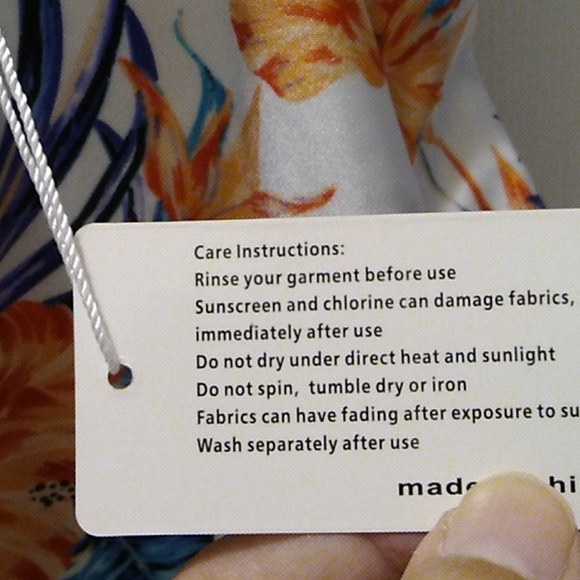 Care Instructions:
Rinse your garment before use
Sunscreen and chlorine can damage fabrics,
immediately after use
Do not dry under direct heat and sunlight
Do not spin, tumble dry or iron
Fabrics can have fading after exposure to
Wash separately after use